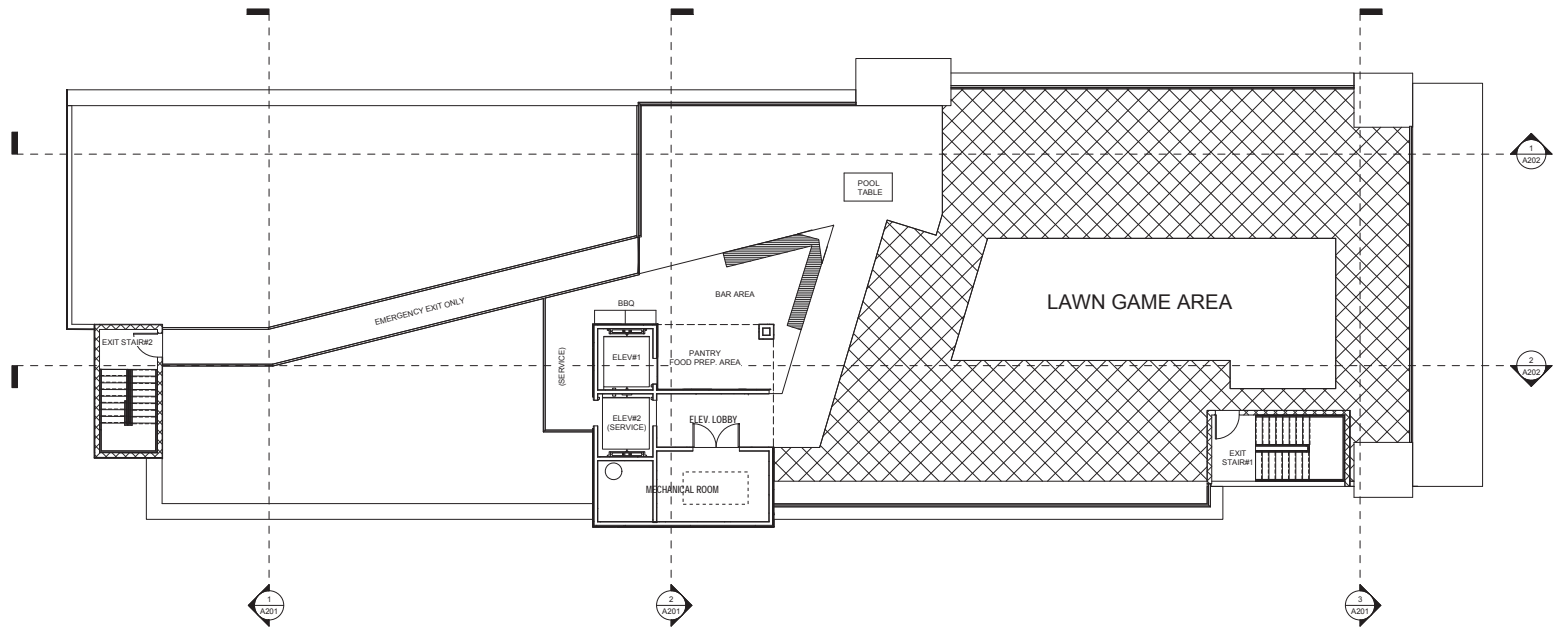 1
A202
POOL
TABLE
BAR AREA
LAWN GAME AREA
EMERGENCY EXIT ONLY
BBQ
EXIT STAIR#2
ELEV#1
PANTRY
FOOD PREP. AREA
(SERVICE)
2
A202
ELEV#2
(SERVICE)
ELEV. LOBBY
EXIT
STAIR#1
MECHANICAL ROOM
1
A201
2
A201
3
A201